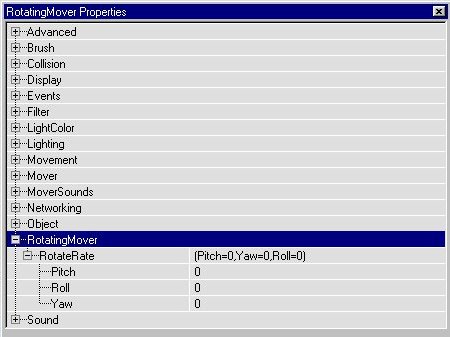 RotatingMover Properties
Advanced
Brush
Collision
Display
Events
Filter
LightColor
Lighting
Movement
Mover
MoverSounds
Networking
Object
RotatingMover
RotateRate (Pitch=0,Yaw=0,Roll=0)
Pitch 0
Roll 0
Yaw 0
Sound